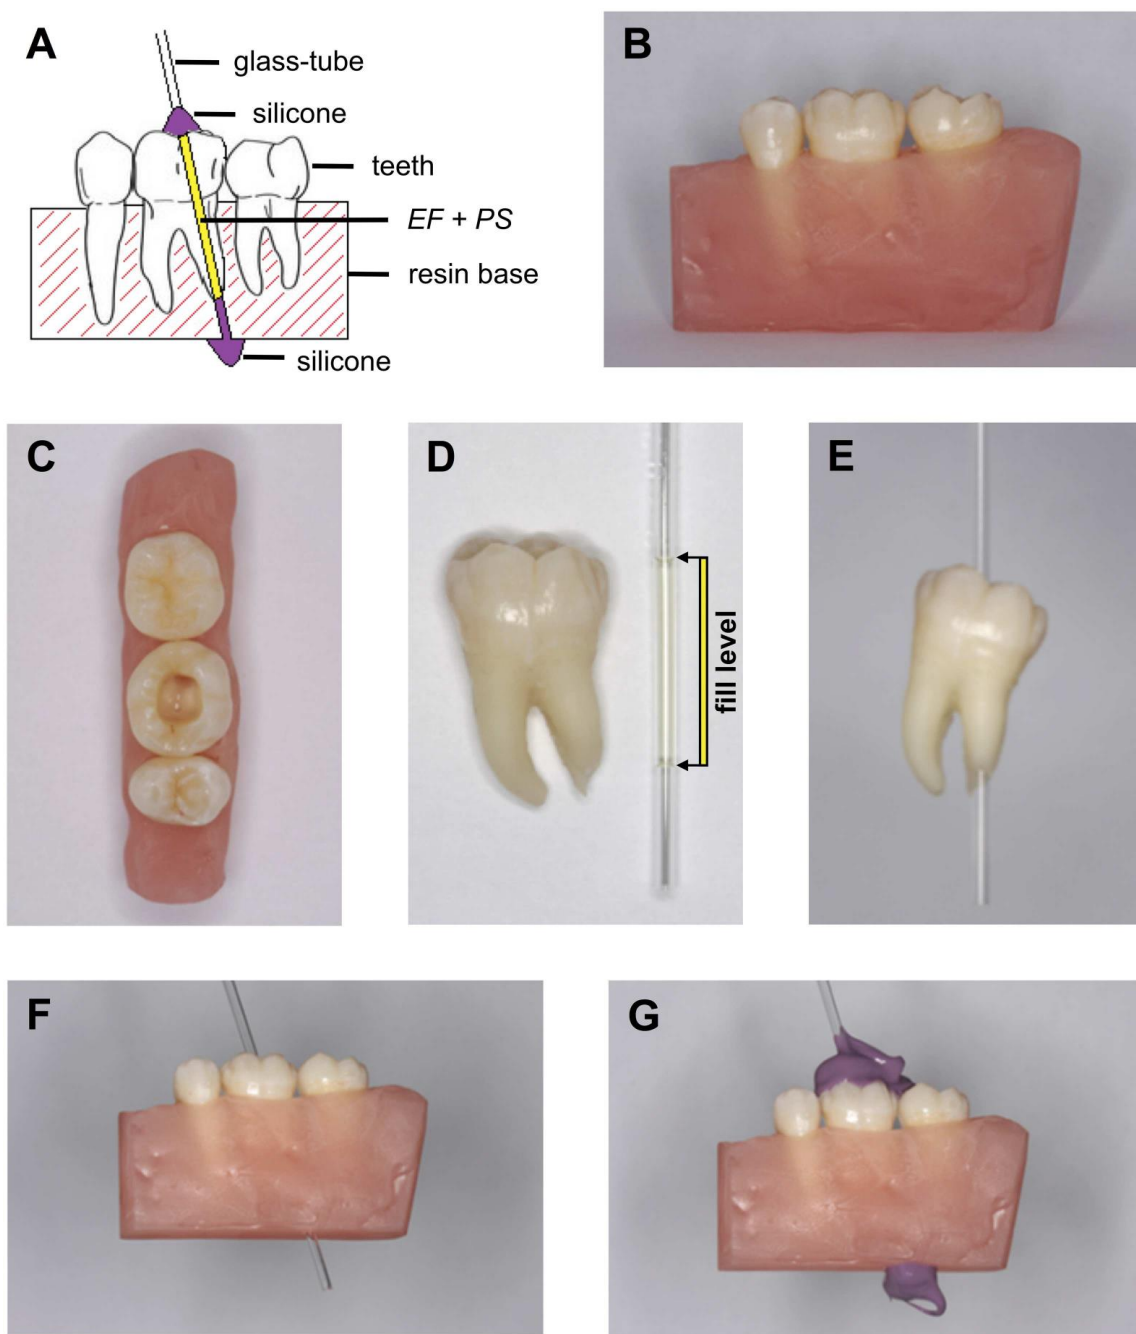 A
glass-tube
silicone
teeth
EF + PS
resin base
silicone
B
C
D
fill level
E
F
G